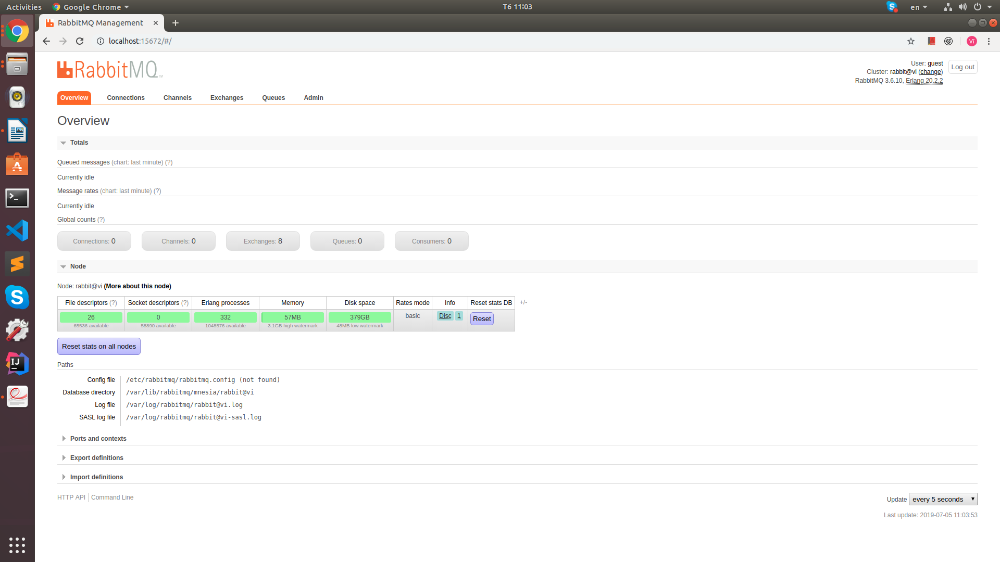 Activities Google Chrome T6 11:03 en
RabbitMQ Management
localhost:15672/#/ Vi
RabbitMQ TM
User: guest Log out
Cluster: rabbit@vi (change)
RabbitMQ 3.6.10, Erlang 20.2.2
Overview Connections Channels Exchanges Queues Admin
Overview
Totals
Queued messages (chart: last minute) (?)
Currently idle
Message rates (chart: last minute) (?)
Currently idle
Global counts (?)
Connections: 0 Channels: 0 Exchanges: 8 Queues: 0 Consumers: 0
Node
Node: rabbit@vi (More about this node)
File descriptors (?) Socket descriptors (?) Erlang processes Memory Disk space Rates mode Info Reset stats DB +/-
26 0 332 57MB 379GB basic Disc 1 Reset
65536 available 58890 available 1048576 available 3.1GB high watermark 48MB low watermark
Reset stats on all nodes
Paths
Config file /etc/rabbitmq/rabbitmq.config (not found)
Database directory /var/lib/rabbitmq/mnesia/rabbit@vi
Log file /var/log/rabbitmq/rabbit@vi.log
SASL log file /var/log/rabbitmq/rabbit@vi-sasl.log
Ports and contexts
Export definitions
Import definitions
HTTP API Command Line
Update every 5 seconds
Last update: 2019-07-05 11:03:53